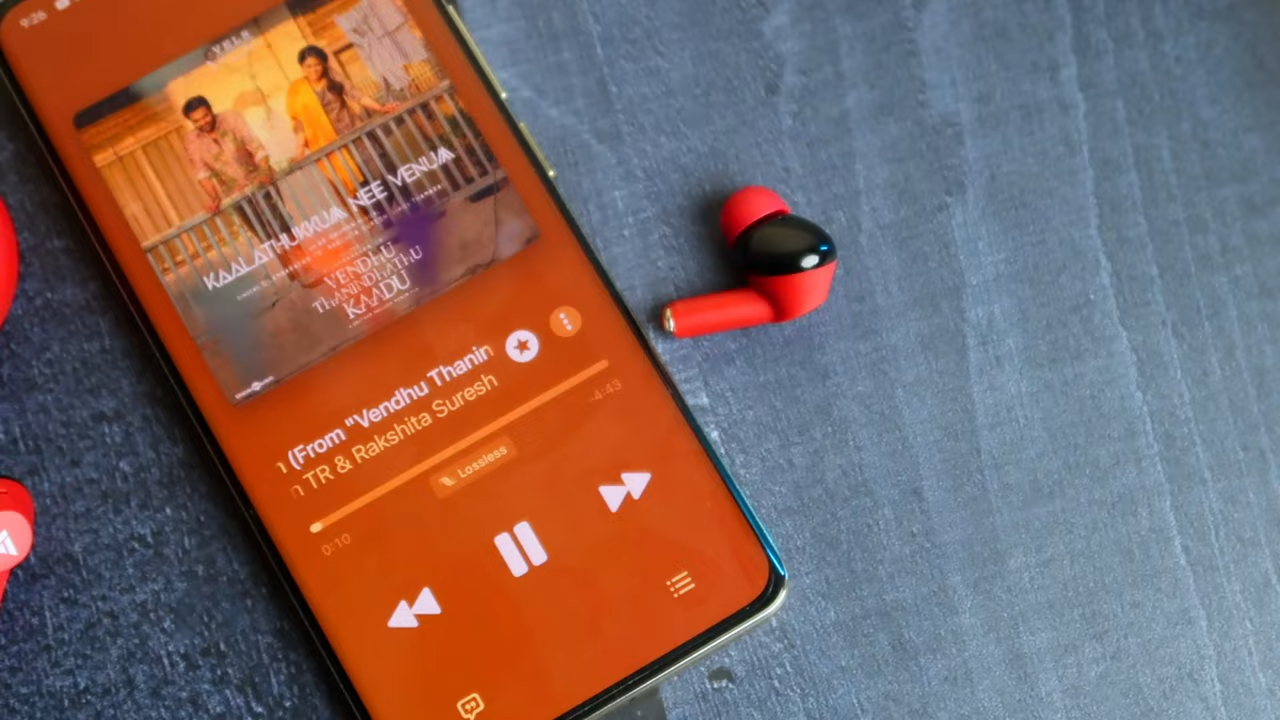 9:26
VELS
KAALATHUKKUM NEE VENUM
VENDHU
THANINDHATHU
KAADU
n (From "Vendhu Thanin
n TR & Rakshita Suresh
0:10
-4:43
Lossless